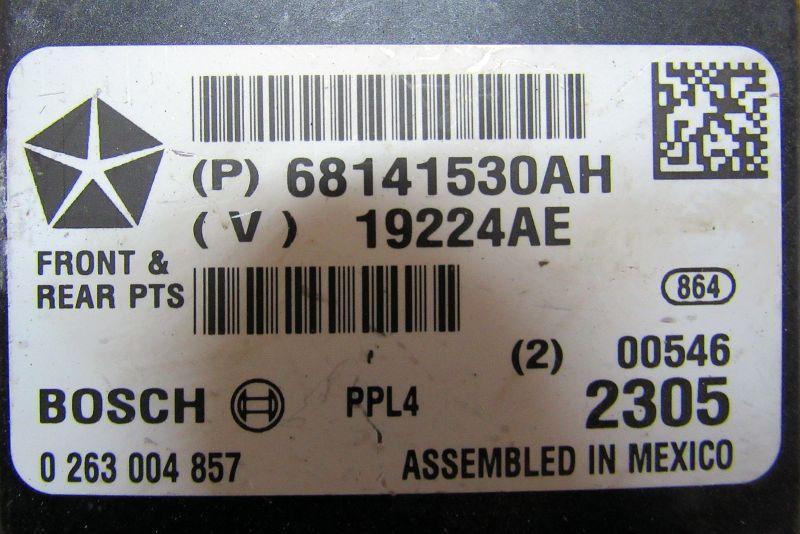 (P) 68141530AH
(V) 19224AE
FRONT &
REAR PTS
864
(2) 00546
BOSCH PPL4 2305
0 263 004 857 ASSEMBLED IN MEXICO